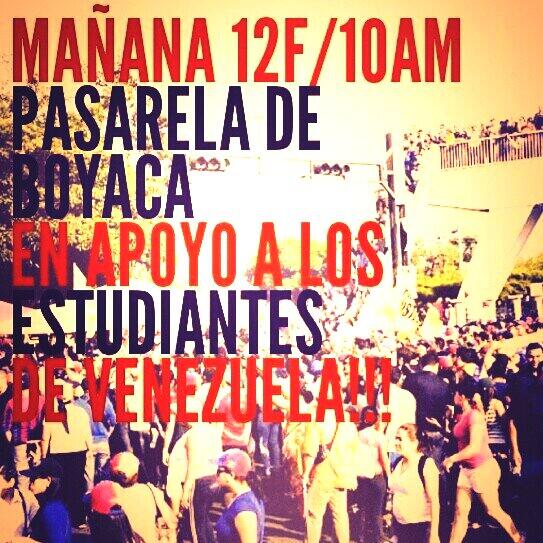 MAÑANA 12F/10AM
PASARELA DE
BOYACA
EN APOYO A LOS
ESTUDIANTES
DE VENEZUELA!!!